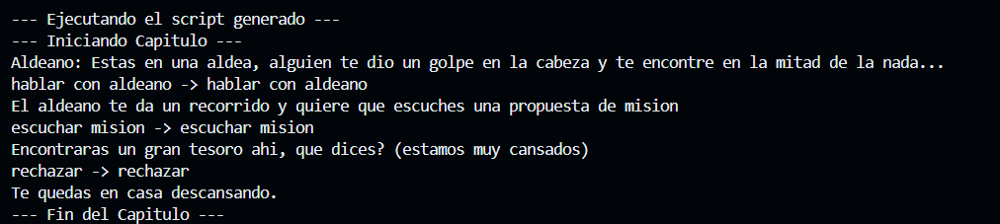 --- Ejecutando el script generado ---
--- Iniciando Capitulo ---
Aldeano: Estas en una aldea, alguien te dio un golpe en la cabeza y te encontre en la mitad de la nada...
hablar con aldeano -> hablar con aldeano
El aldeano te da un recorrido y quiere que escuches una propuesta de mision
escuchar mision -> escuchar mision
Encontraras un gran tesoro ahi, que dices? (estamos muy cansados)
rechazar -> rechazar
Te quedas en casa descansando.
--- Fin del Capitulo ---